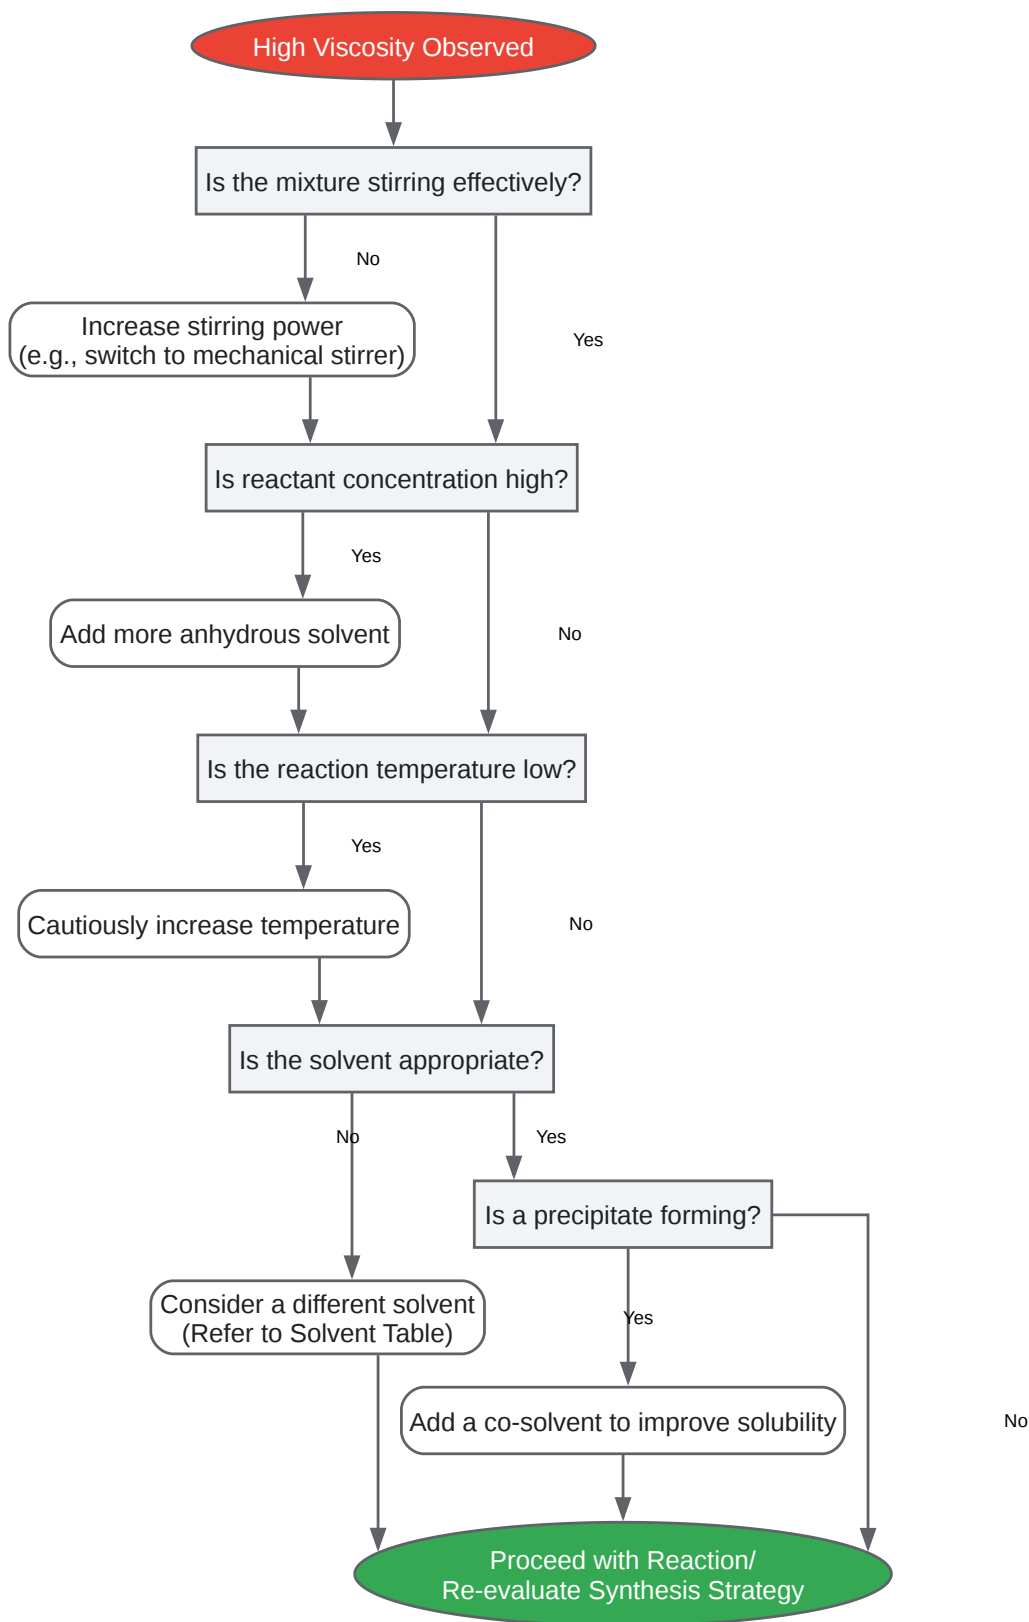 High Viscosity Observed
Is the mixture stirring effectively?
No
Increase stirring power
(e.g., switch to mechanical stirrer)
Yes
Is reactant concentration high?
Yes
Add more anhydrous solvent
No
Is the reaction temperature low?
Yes
Cautiously increase temperature
No
Is the solvent appropriate?
No
Yes
Is a precipitate forming?
Consider a different solvent
(Refer to Solvent Table)
Yes
Add a co-solvent to improve solubility
No
Proceed with Reaction/
Re-evaluate Synthesis Strategy